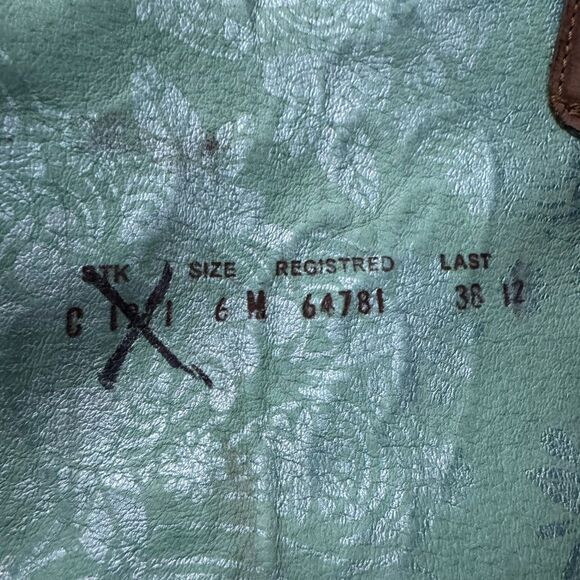 STK SIZE REGISTRED LAST
C 6 M 64781 38 12